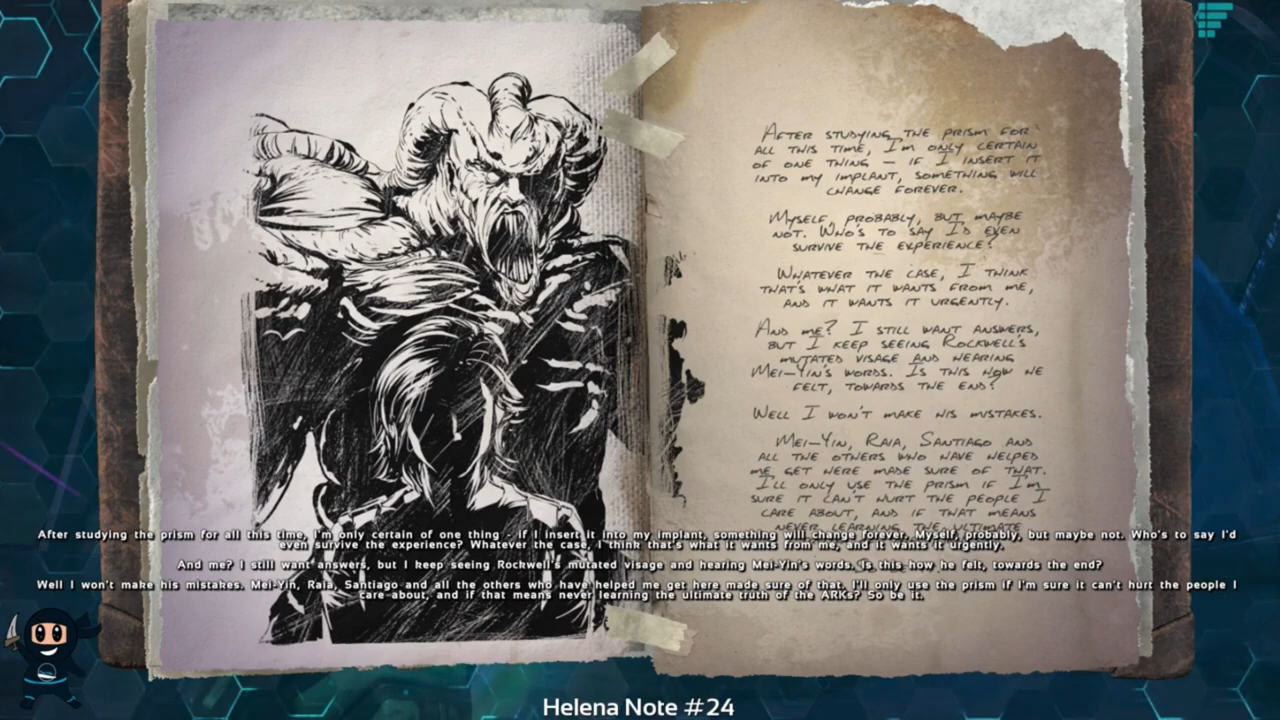 AFTER STUDYING THE PRISM FOR
ALL THIS TIME, I'M ONLY CERTAIN
OF ONE THING – IF I INSERT IT
INTO MY IMPLANT, SOMETHING WILL
CHANGE FOREVER.
MYSELF, PROBABLY, BUT MAYBE
NOT. WHO'S TO SAY I'D EVEN
SURVIVE THE EXPERIENCE?
WHATEVER THE CASE, I THINK
THAT'S WHAT IT WANTS FROM ME,
AND IT WANTS IT URGENTLY.
AND ME? I STILL WANT ANSWERS,
BUT I KEEP SEEING ROCKWELL'S
MUTATED VISAGE AND HEARING
MEI-YIN'S WORDS. IS THIS HOW HE
FELT, TOWARDS THE END?
WELL I WON'T MAKE HIS MISTAKES.
MEI-YIN, RAIA, SANTIAGO AND
ALL THE OTHERS WHO HAVE HELPED
ME GET HERE MADE SURE OF THAT.
I'LL ONLY USE THE PRISM IF I'M
SURE IT CAN'T HURT THE PEOPLE I
CARE ABOUT, AND IF THAT MEANS
NEVER LEARNING THE ULTIMATE
After studying the prism for all this time, I'm only certain of one thing - if I insert it into my implant, something will change forever. Myself, probably, but maybe not. Who's to say I'd
even survive the experience? Whatever the case, I think that's what it wants from me, and it wants it urgently.
And me? I still want answers, but I keep seeing Rockwell's mutated visage and hearing Mei-Yin's words. Is this how he felt, towards the end?
Well I won't make his mistakes. Mei-Yin, Raia, Santiago and all the others who have helped me get here made sure of that. I'll only use the prism if I'm sure it can't hurt the people I
care about, and if that means never learning the ultimate truth of the ARKs? So be it.
Helena Note #24